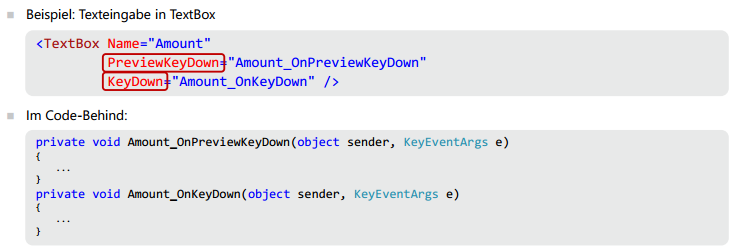 Beispiel: Texteingabe in TextBox
<TextBox Name="Amount"
PreviewKeyDown="Amount_OnPreviewKeyDown"
KeyDown="Amount_OnKeyDown" />
Im Code-Behind:
private void Amount_OnPreviewKeyDown(object sender, KeyEventArgs e)
{
...
}
private void Amount_OnKeyDown(object sender, KeyEventArgs e)
{
...
}